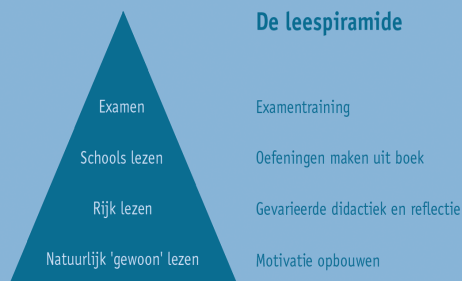 De leespiramide
Examen Examentraining
Schools lezen Oefeningen maken uit boek
Rijk lezen Gevarieerde didactiek en reflectie
Natuurlijk 'gewoon' lezen Motivatie opbouwen